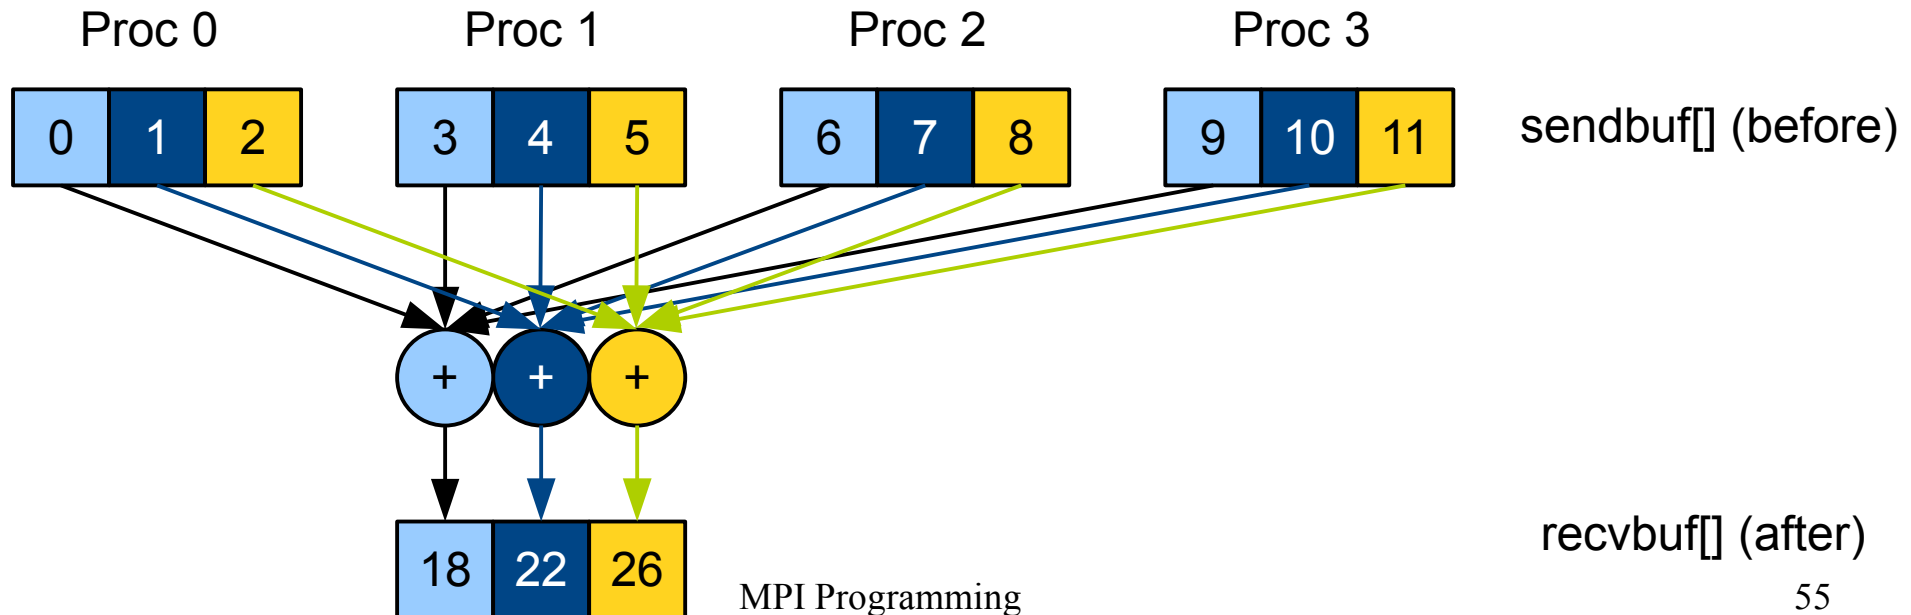 Proc 0 Proc 1 Proc 2 Proc 3
0 1 2 3 4 5 6 7 8 9 10 11 sendbuf[] (before)
+ + +
recvbuf[] (after)
18 22 26
MPI Programming 55